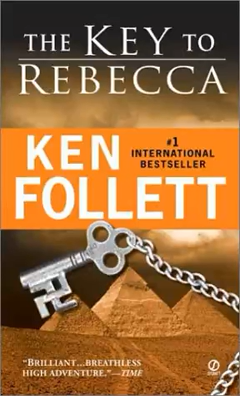 THE KEY TO
REBECCA
KEN
#1
INTERNATIONAL
BESTSELLER
FOLLETT
"BRILLIANT...BREATHLESS
HIGH ADVENTURE."—TIME